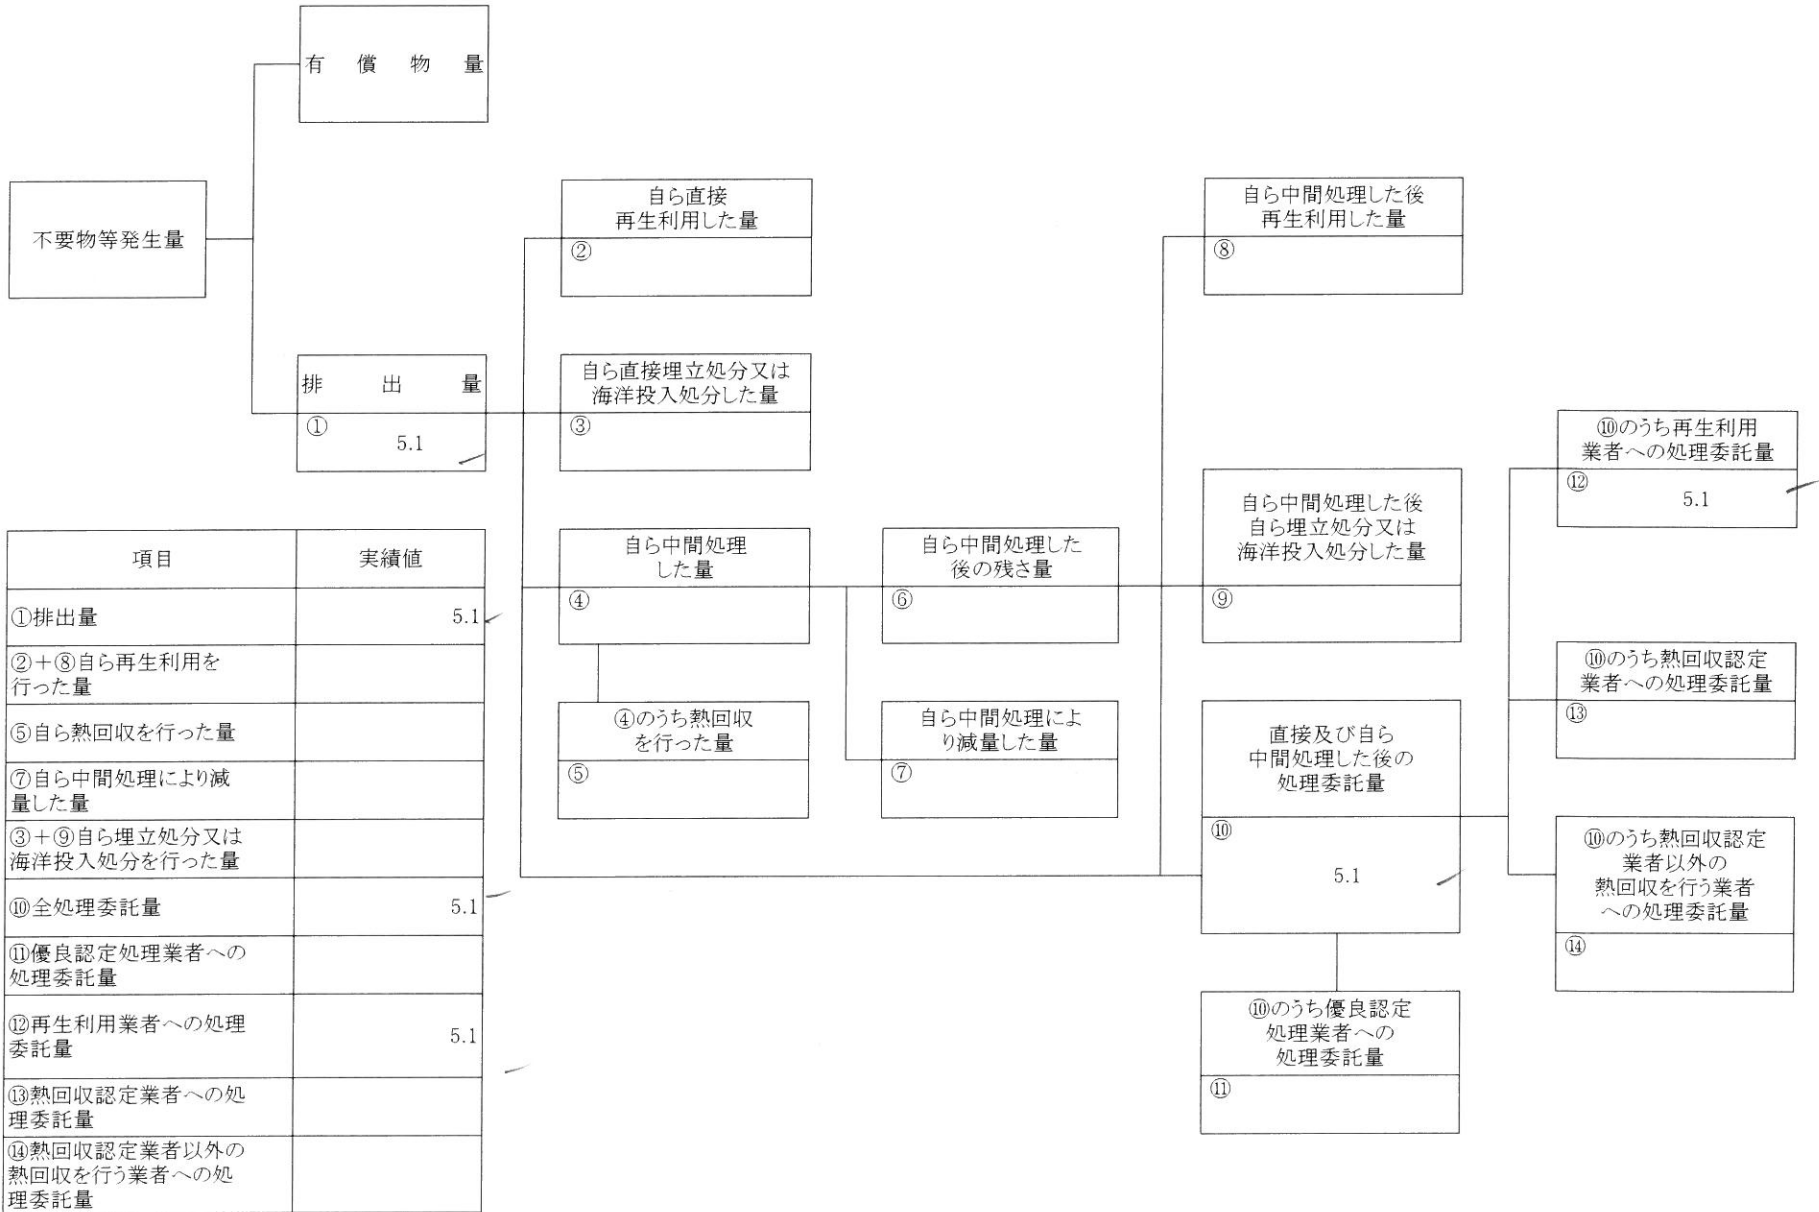 有償物量
不要物等発生量
排出量
①
5.1
自ら直接
再生利用した量
②
自ら直接埋立処分又は
海洋投入処分した量
③
自ら中間処理
した量
④
④のうち熱回収
を行った量
⑤
自ら中間処理した
後の残さ量
⑥
自ら中間処理によ
り減量した量
⑦
自ら中間処理した後
再生利用した量
⑧
自ら中間処理した後
自ら埋立処分又は
海洋投入処分した量
⑨
直接及び自ら
中間処理した後の
処理委託量
⑩
5.1
⑩のうち優良認定
処理業者への
処理委託量
⑪
⑩のうち再生利用
業者への処理委託量
⑫
5.1
⑩のうち熱回収認定
業者への処理委託量
⑬
⑩のうち熱回収認定
業者以外の
熱回収を行う業者
への処理委託量
⑭
項目 実績値
①排出量 5.1
②+⑧自ら再生利用を
行った量
⑤自ら熱回収を行った量
⑦自ら中間処理により減
量した量
③+⑨自ら埋立処分又は
海洋投入処分を行った量
⑩全処理委託量 5.1
⑪優良認定処理業者への
処理委託量
⑫再生利用業者への処理
委託量 5.1
⑬熱回収認定業者への処
理委託量
⑭熱回収認定業者以外の
熱回収を行う業者への処
理委託量